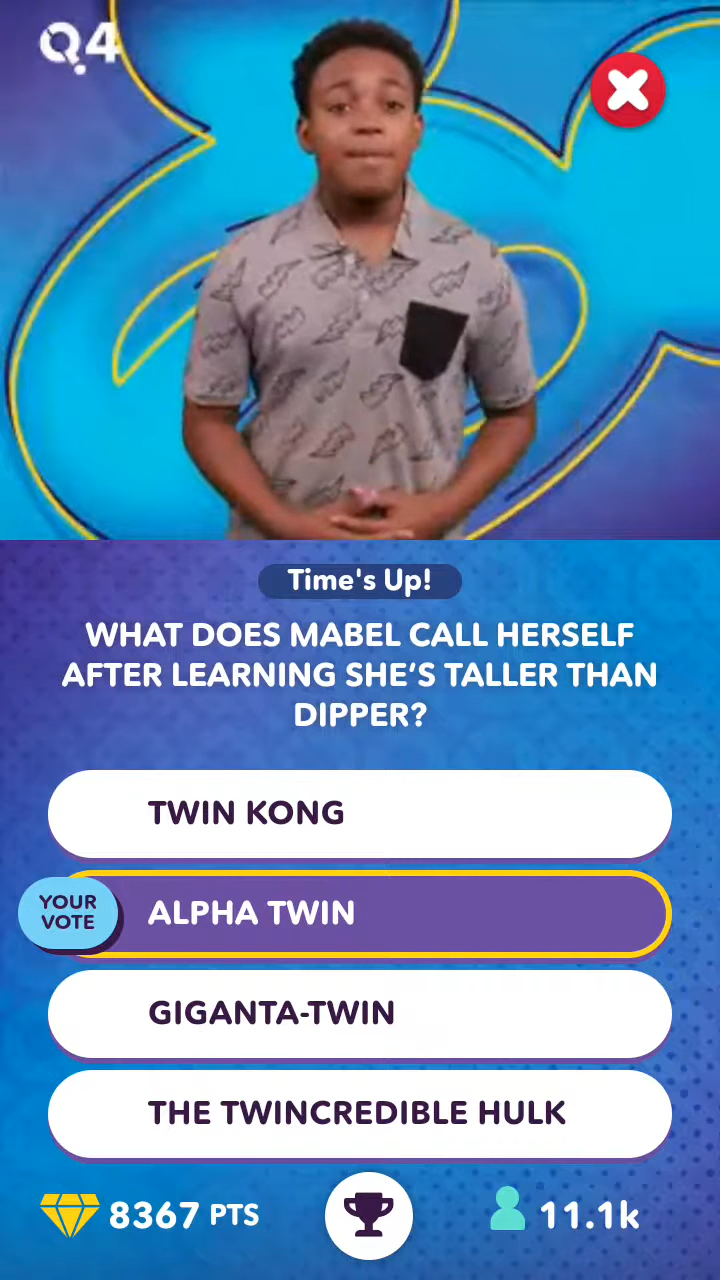 Q.4
Time's Up!
WHAT DOES MABEL CALL HERSELF
AFTER LEARNING SHE'S TALLER THAN
DIPPER?
TWIN KONG
YOUR
VOTE
ALPHA TWIN
GIGANTA-TWIN
THE TWINCREDIBLE HULK
8367 PTS
11.1k